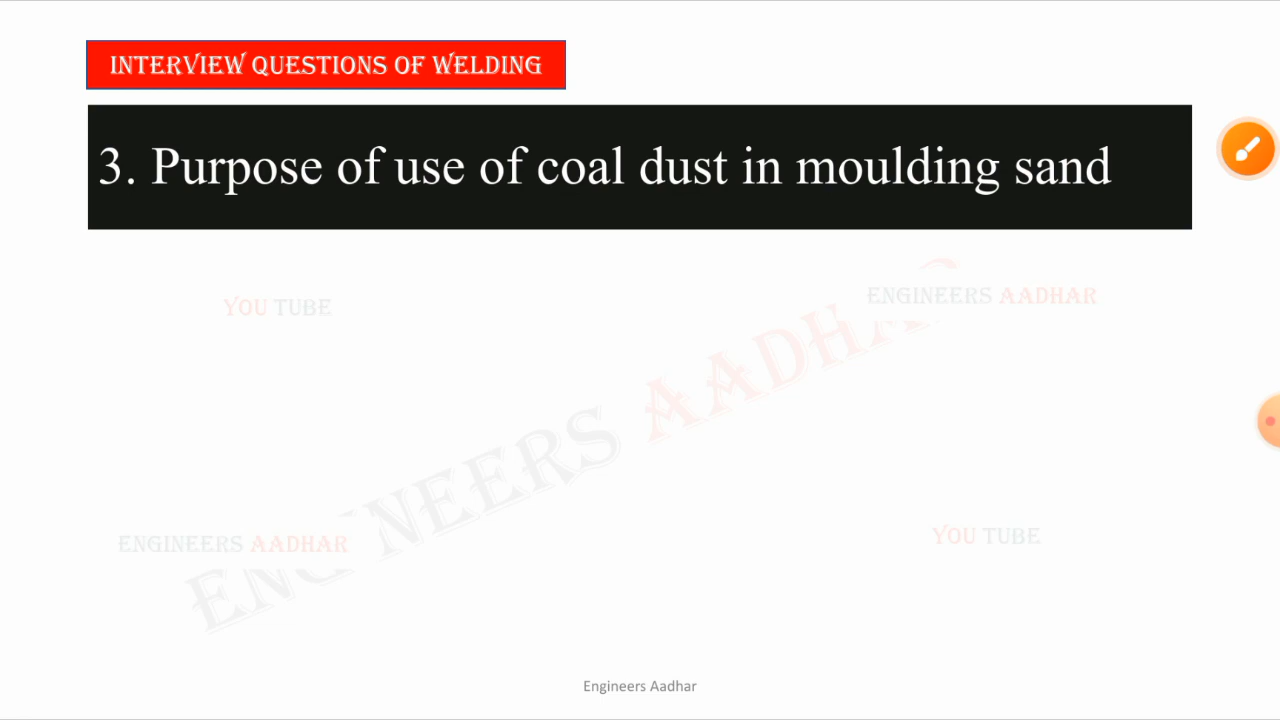 INTERVIEW QUESTIONS OF WELDING
3. Purpose of use of coal dust in moulding sand
YOU TUBE
ENGINEERS AADHAR
ENGINEERS AADHAR
ENGINEERS AADHAR
YOU TUBE
Engineers Aadhar